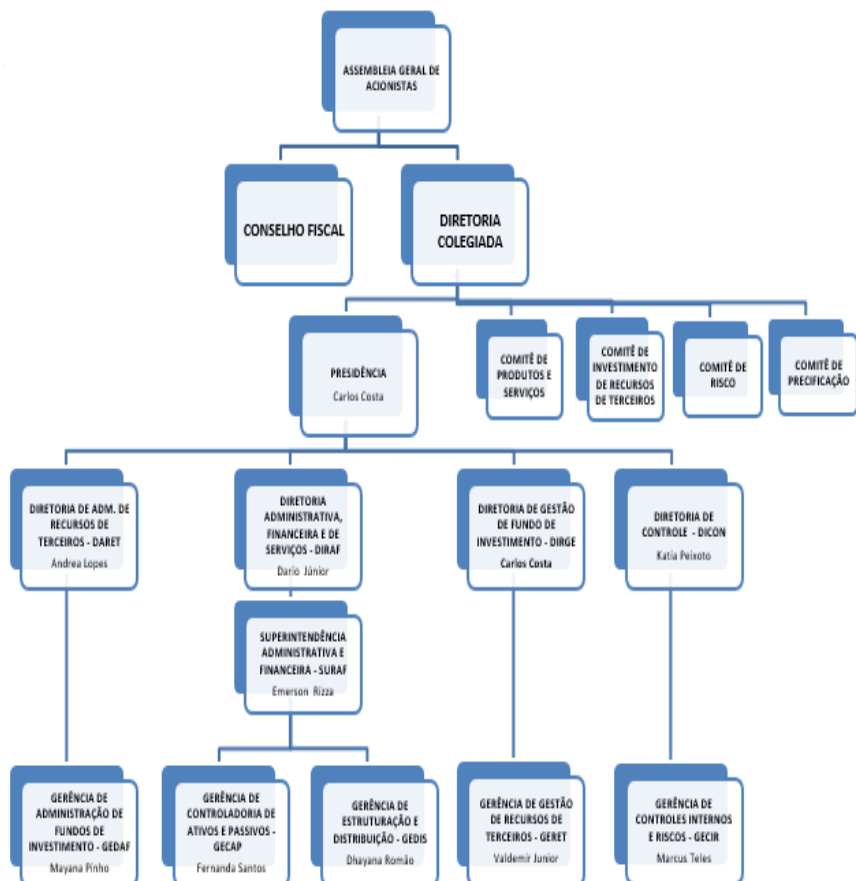 ASSEMBLEIA GERAL DE
ACIONISTAS
CONSELHO FISCAL
DIRETORIA
COLEGIADA
PRESIDÊNCIA
Carlos Costa
COMITÊ DE
PRODUTOS E
SERVIÇOS
COMITÊ DE
INVESTIMENTO
DE RECURSOS
DE TERCEIROS
COMITÊ DE
RISCO
COMITÊ DE
PRECIFICAÇÃO
DIRETORIA DE ADM. DE
RECURSOS DE
TERCEIROS - DARET
Andrea Lopes
DIRETORIA
ADMINISTRATIVA,
FINANCEIRA E DE
SERVIÇOS - DIRAF
Dario Júnior
DIRETORIA DE GESTÃO
DE FUNDO DE
INVESTIMENTO - DIRGE
Carlos Costa
DIRETORIA DE
CONTROLE - DICON
Katia Peixoto
SUPERINTENDÊNCIA
ADMINISTRATIVA E
FINANCEIRA - SURAF
Emerson Rizza
GERÊNCIA DE
ADMINISTRAÇÃO DE
FUNDOS DE
INVESTIMENTO - GEDAF
Mayana Pinho
GERÊNCIA DE
CONTROLADORIA DE
ATIVOS E PASSIVOS -
GECAP
Fernanda Santos
GERÊNCIA DE
ESTRUTURAÇÃO E
DISTRIBUIÇÃO - GEDIS
Dhayana Romão
GERÊNCIA DE GESTÃO
DE RECURSOS DE
TERCEIROS - GERET
Valdemir Junior
GERÊNCIA DE
CONTROLES INTERNOS
E RISCOS - GECIR
Marcus Teles